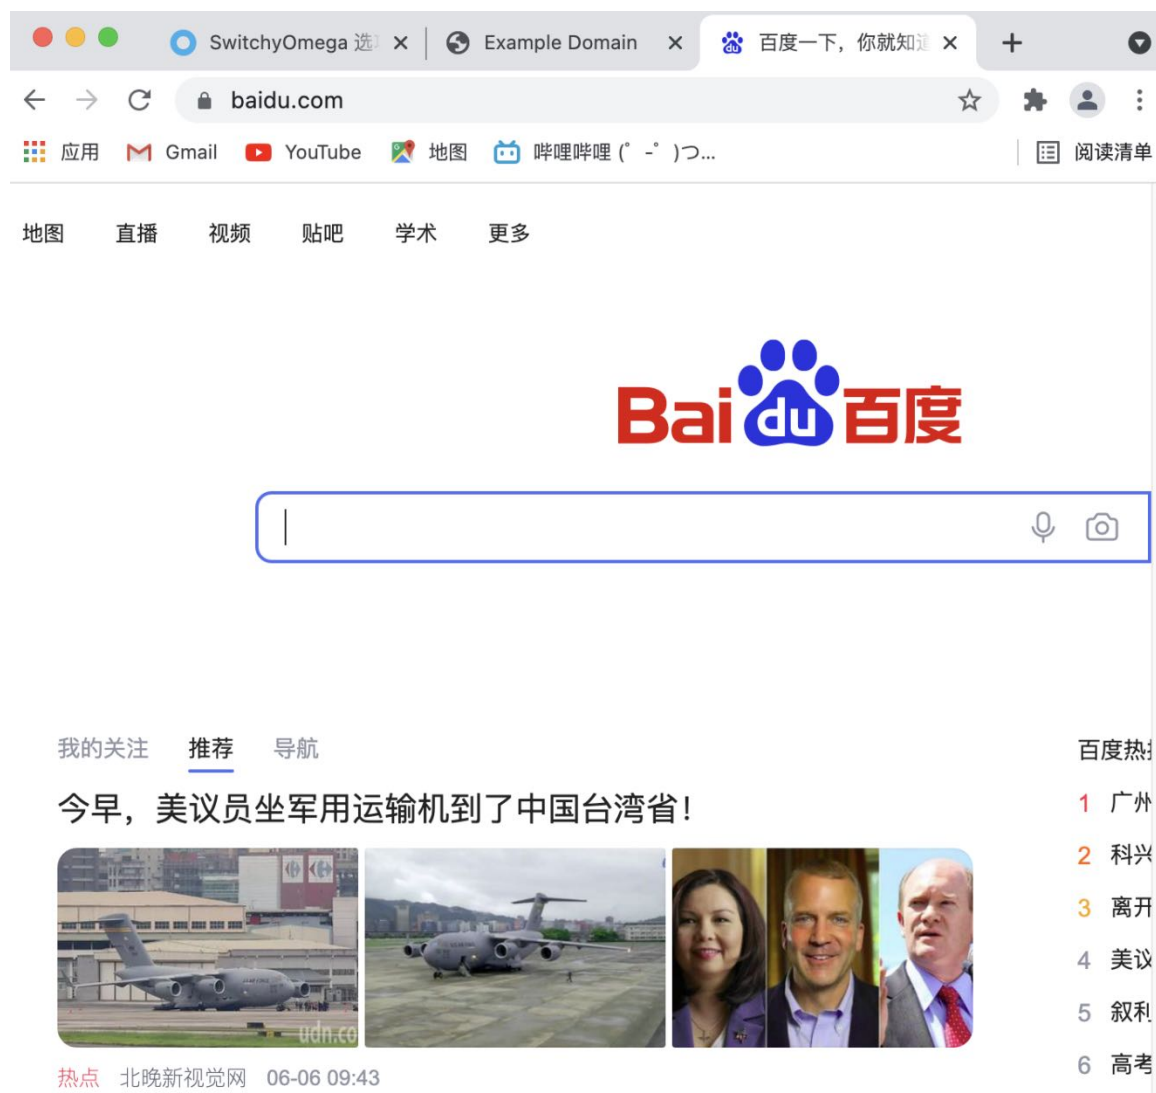 SwitchyOmega 选 Example Domain 百度一下，你就知道
baidu.com
应用 Gmail YouTube 地图 哔哩哔哩 (゜-゜)つ... 阅读清单
地图 直播 视频 贴吧 学术 更多
Bai du 百度
我的关注 推荐 导航
今早，美议员坐军用运输机到了中国台湾省！
udn.co
热点 北晚新视觉网 06-06 09:43
百度热
1 广州
2 科兴
3 离开
4 美议
5 叙利
6 高考